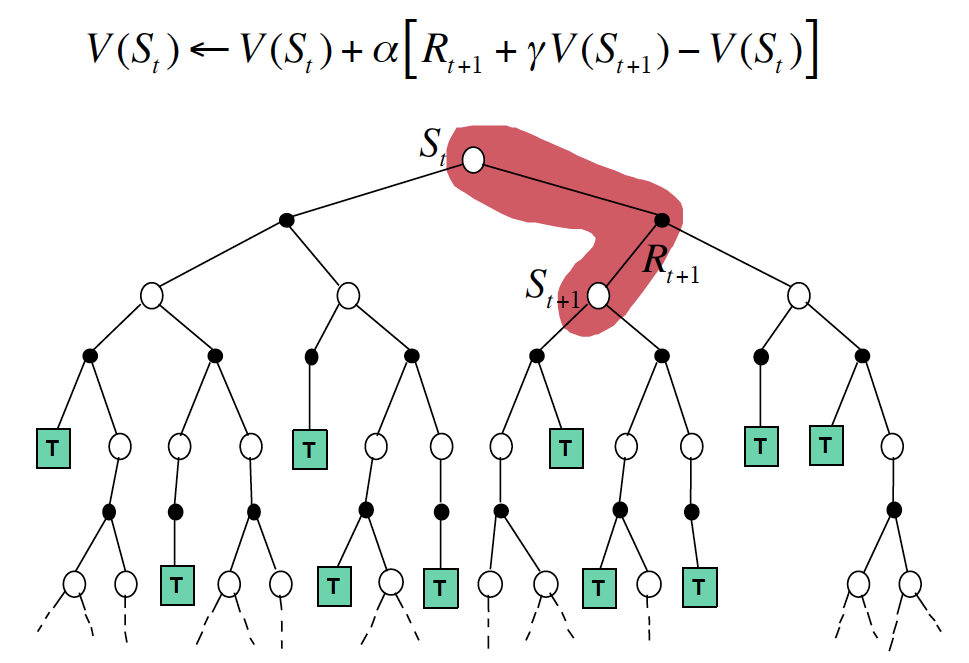 V(S_t) ← V(S_t) + α[R_{t+1} + γV(S_{t+1}) − V(S_t)]
S_t
R_{t+1}
S_{t+1}
T
T
T
T
T
T
T
T
T
T